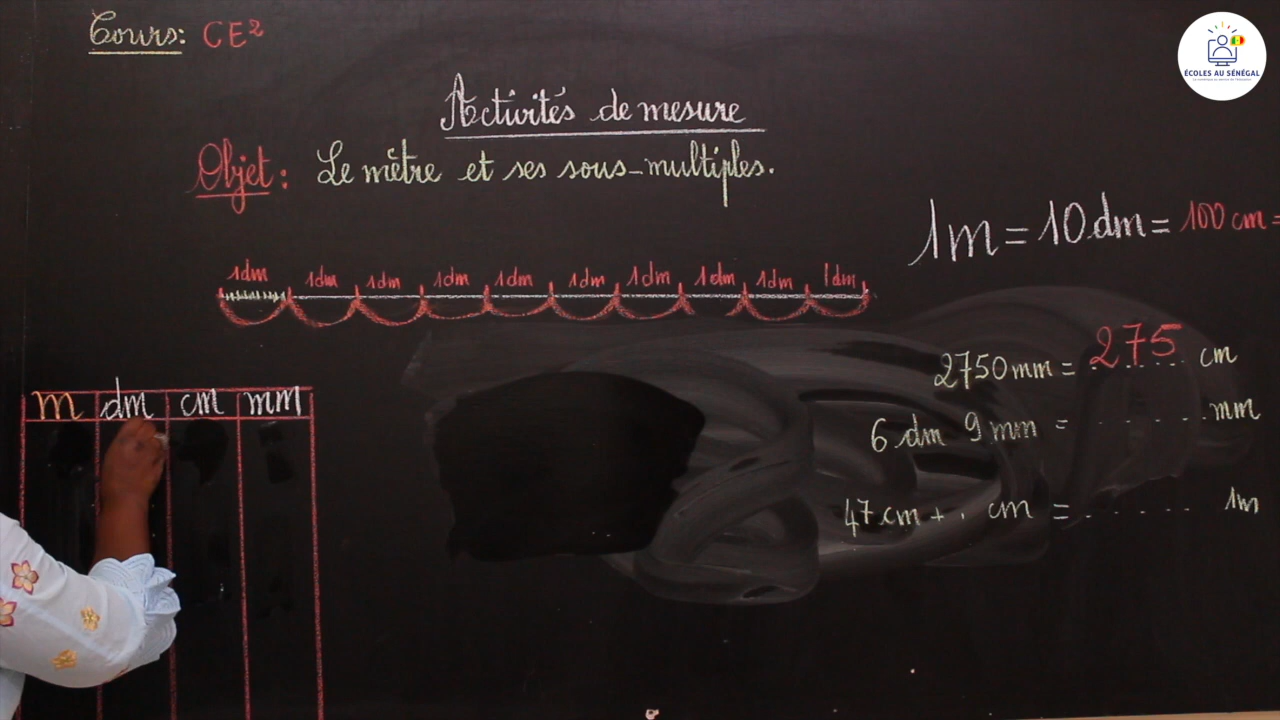 Cours: CE2
ÉCOLES AU SÉNÉGAL
Activités de mesure
Objet: Le mètre et ses sous-multiples.
1m = 10 dm = 100 cm =
1dm 1dm 1dm 1dm 1dm 1dm 1dm 1dm 1dm 1dm
2750 mm = 275 cm
6 dm 9 mm = . . . . . . mm
47 cm + . cm = . . . . . . 1m
m dm cm mm